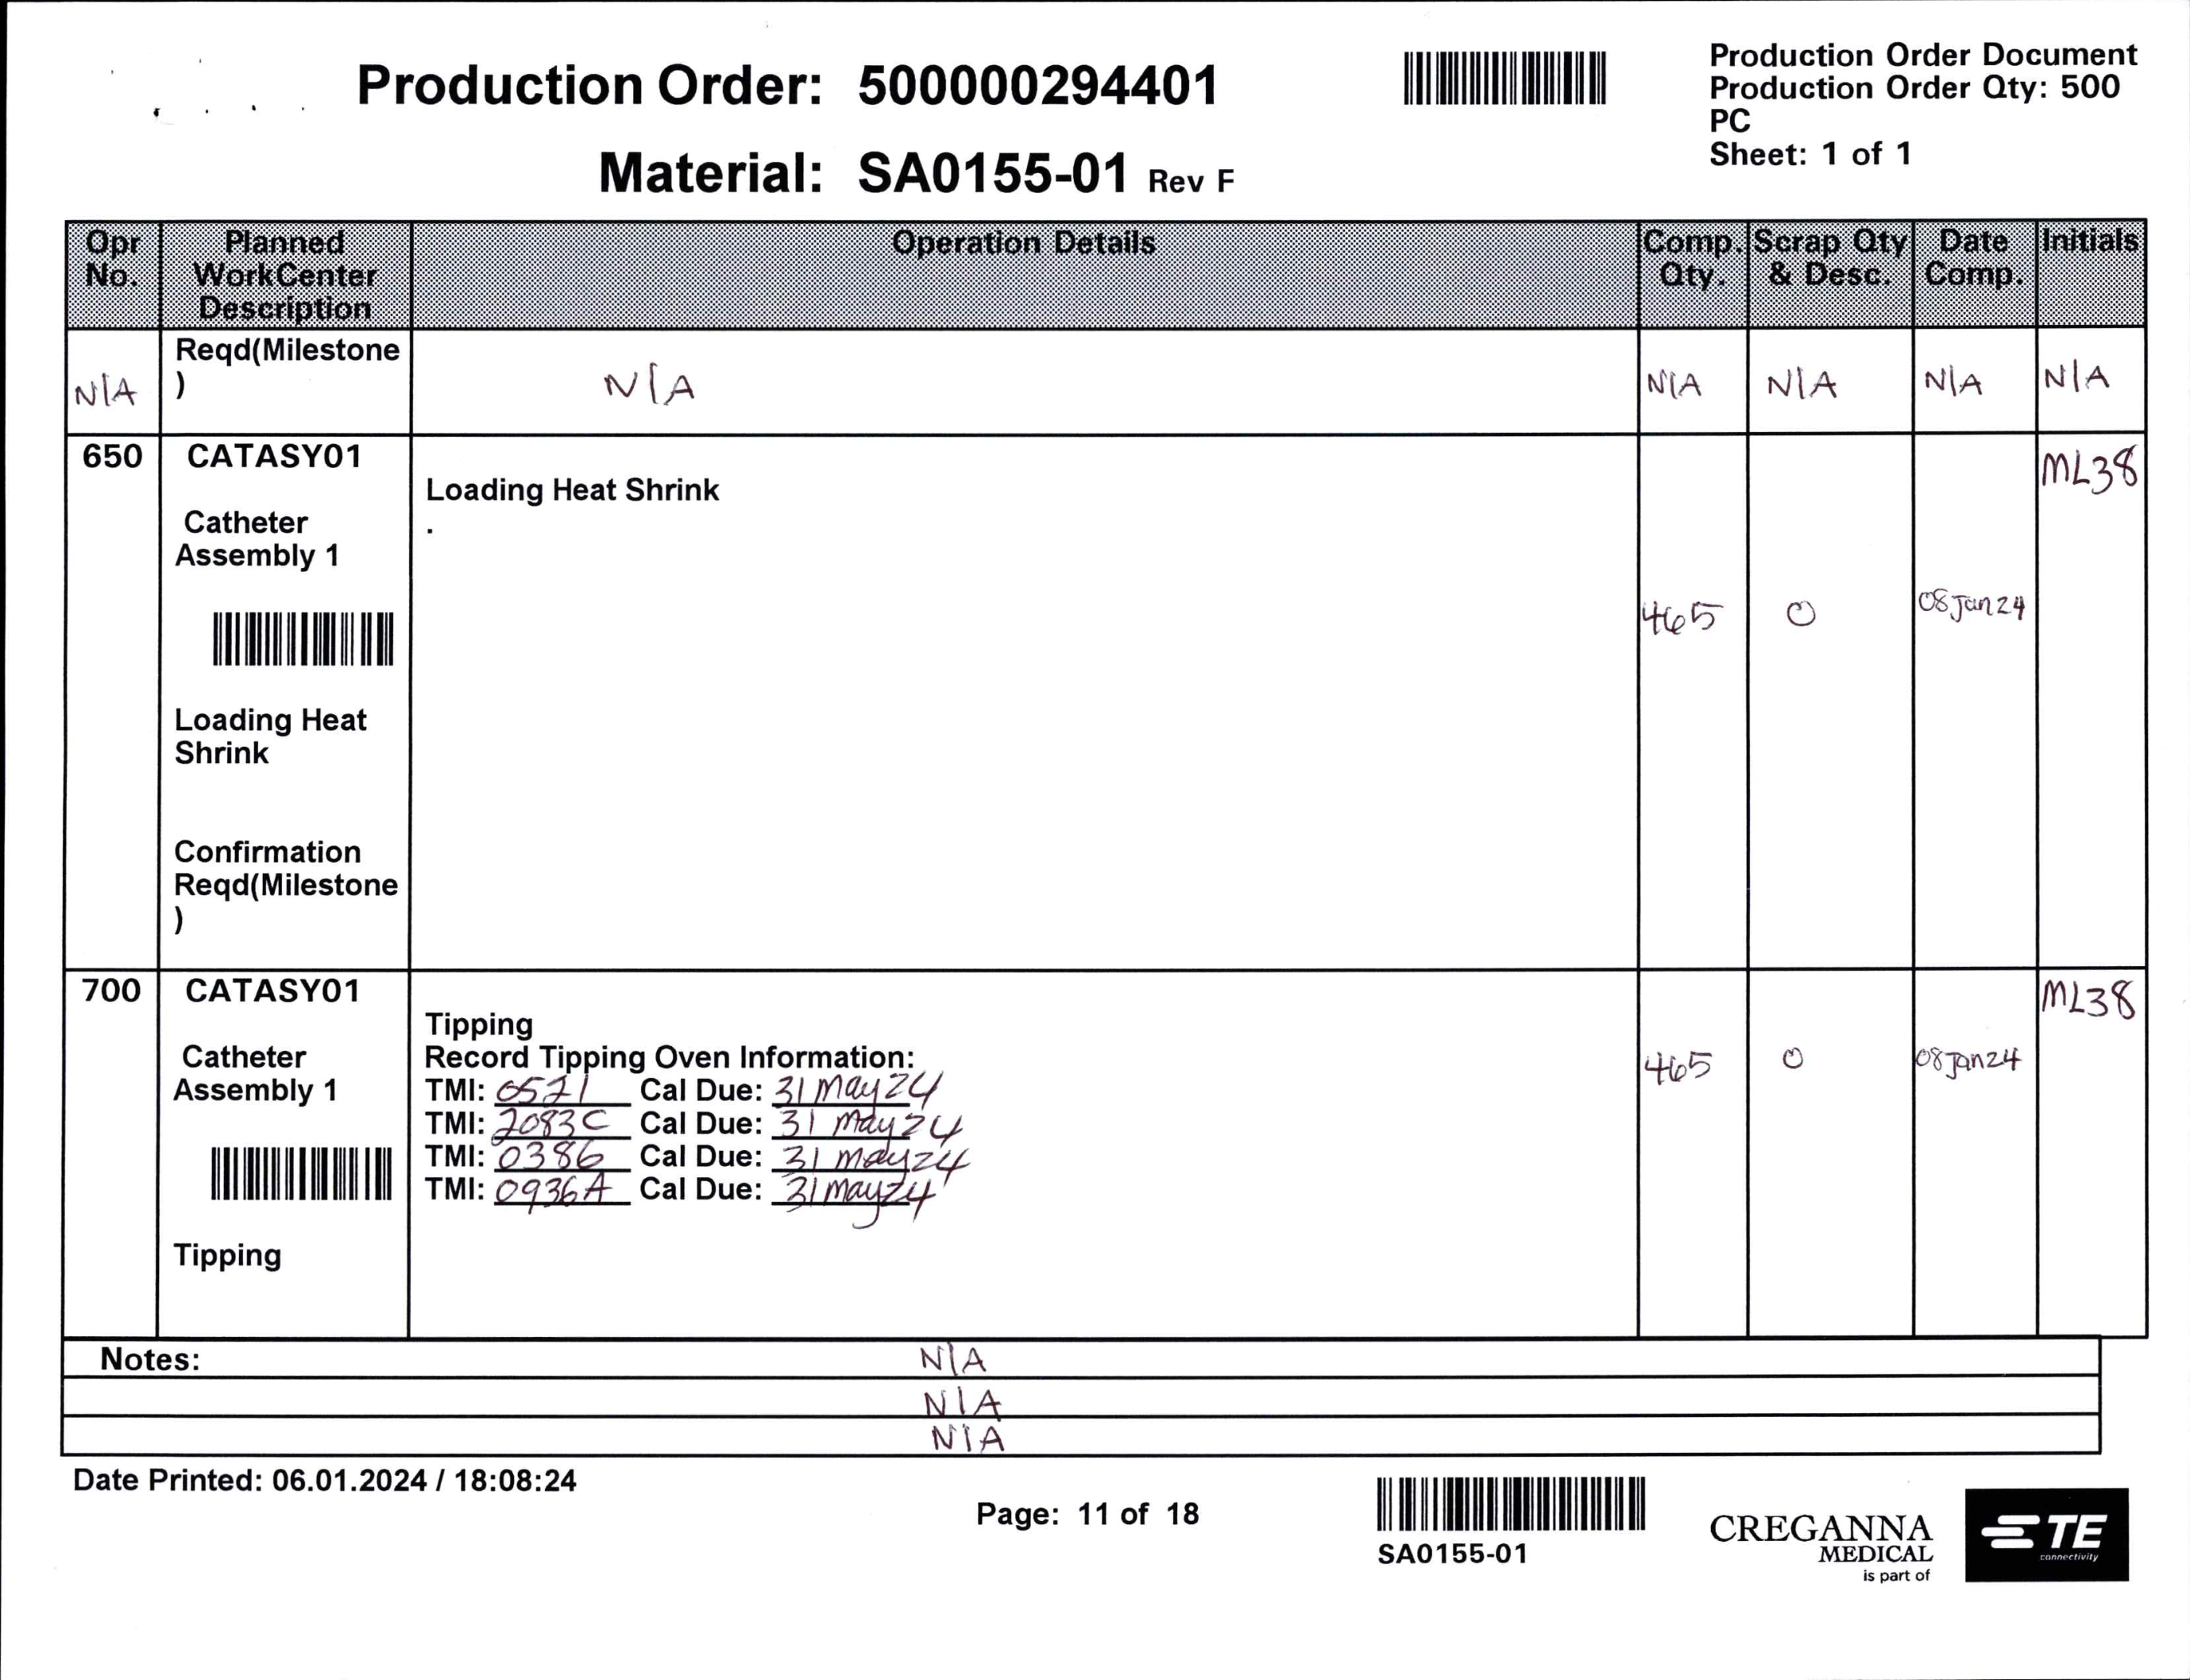 Production Order: 500000294401
Material: SA0155-01 Rev F
Production Order Document
Production Order Qty: 500
PC
Sheet: 1 of 1
Opr No. Planned WorkCenter Description Operation Details Comp. Qty. Scrap Qty & Desc. Date Comp. Initials
Reqd(Milestone
N/A ) N/A N/A N/A N/A N/A
650 CATASY01 ML38
Loading Heat Shrink
.
Catheter
Assembly 1
465 0 08Jan24
Loading Heat
Shrink
Confirmation
Reqd(Milestone
)
700 CATASY01 ML38
Tipping
Catheter Record Tipping Oven Information: 465 0 08Jan24
Assembly 1 TMI: 0571 Cal Due: 31May24
TMI: 2083C Cal Due: 31 May24
TMI: 0386 Cal Due: 31 May24
TMI: 0936A Cal Due: 31May24
Tipping
Notes: N/A
N/A
N/A
Date Printed: 06.01.2024 / 18:08:24
Page: 11 of 18
SA0155-01
CREGANNA
MEDICAL
is part of
TE
connectivity